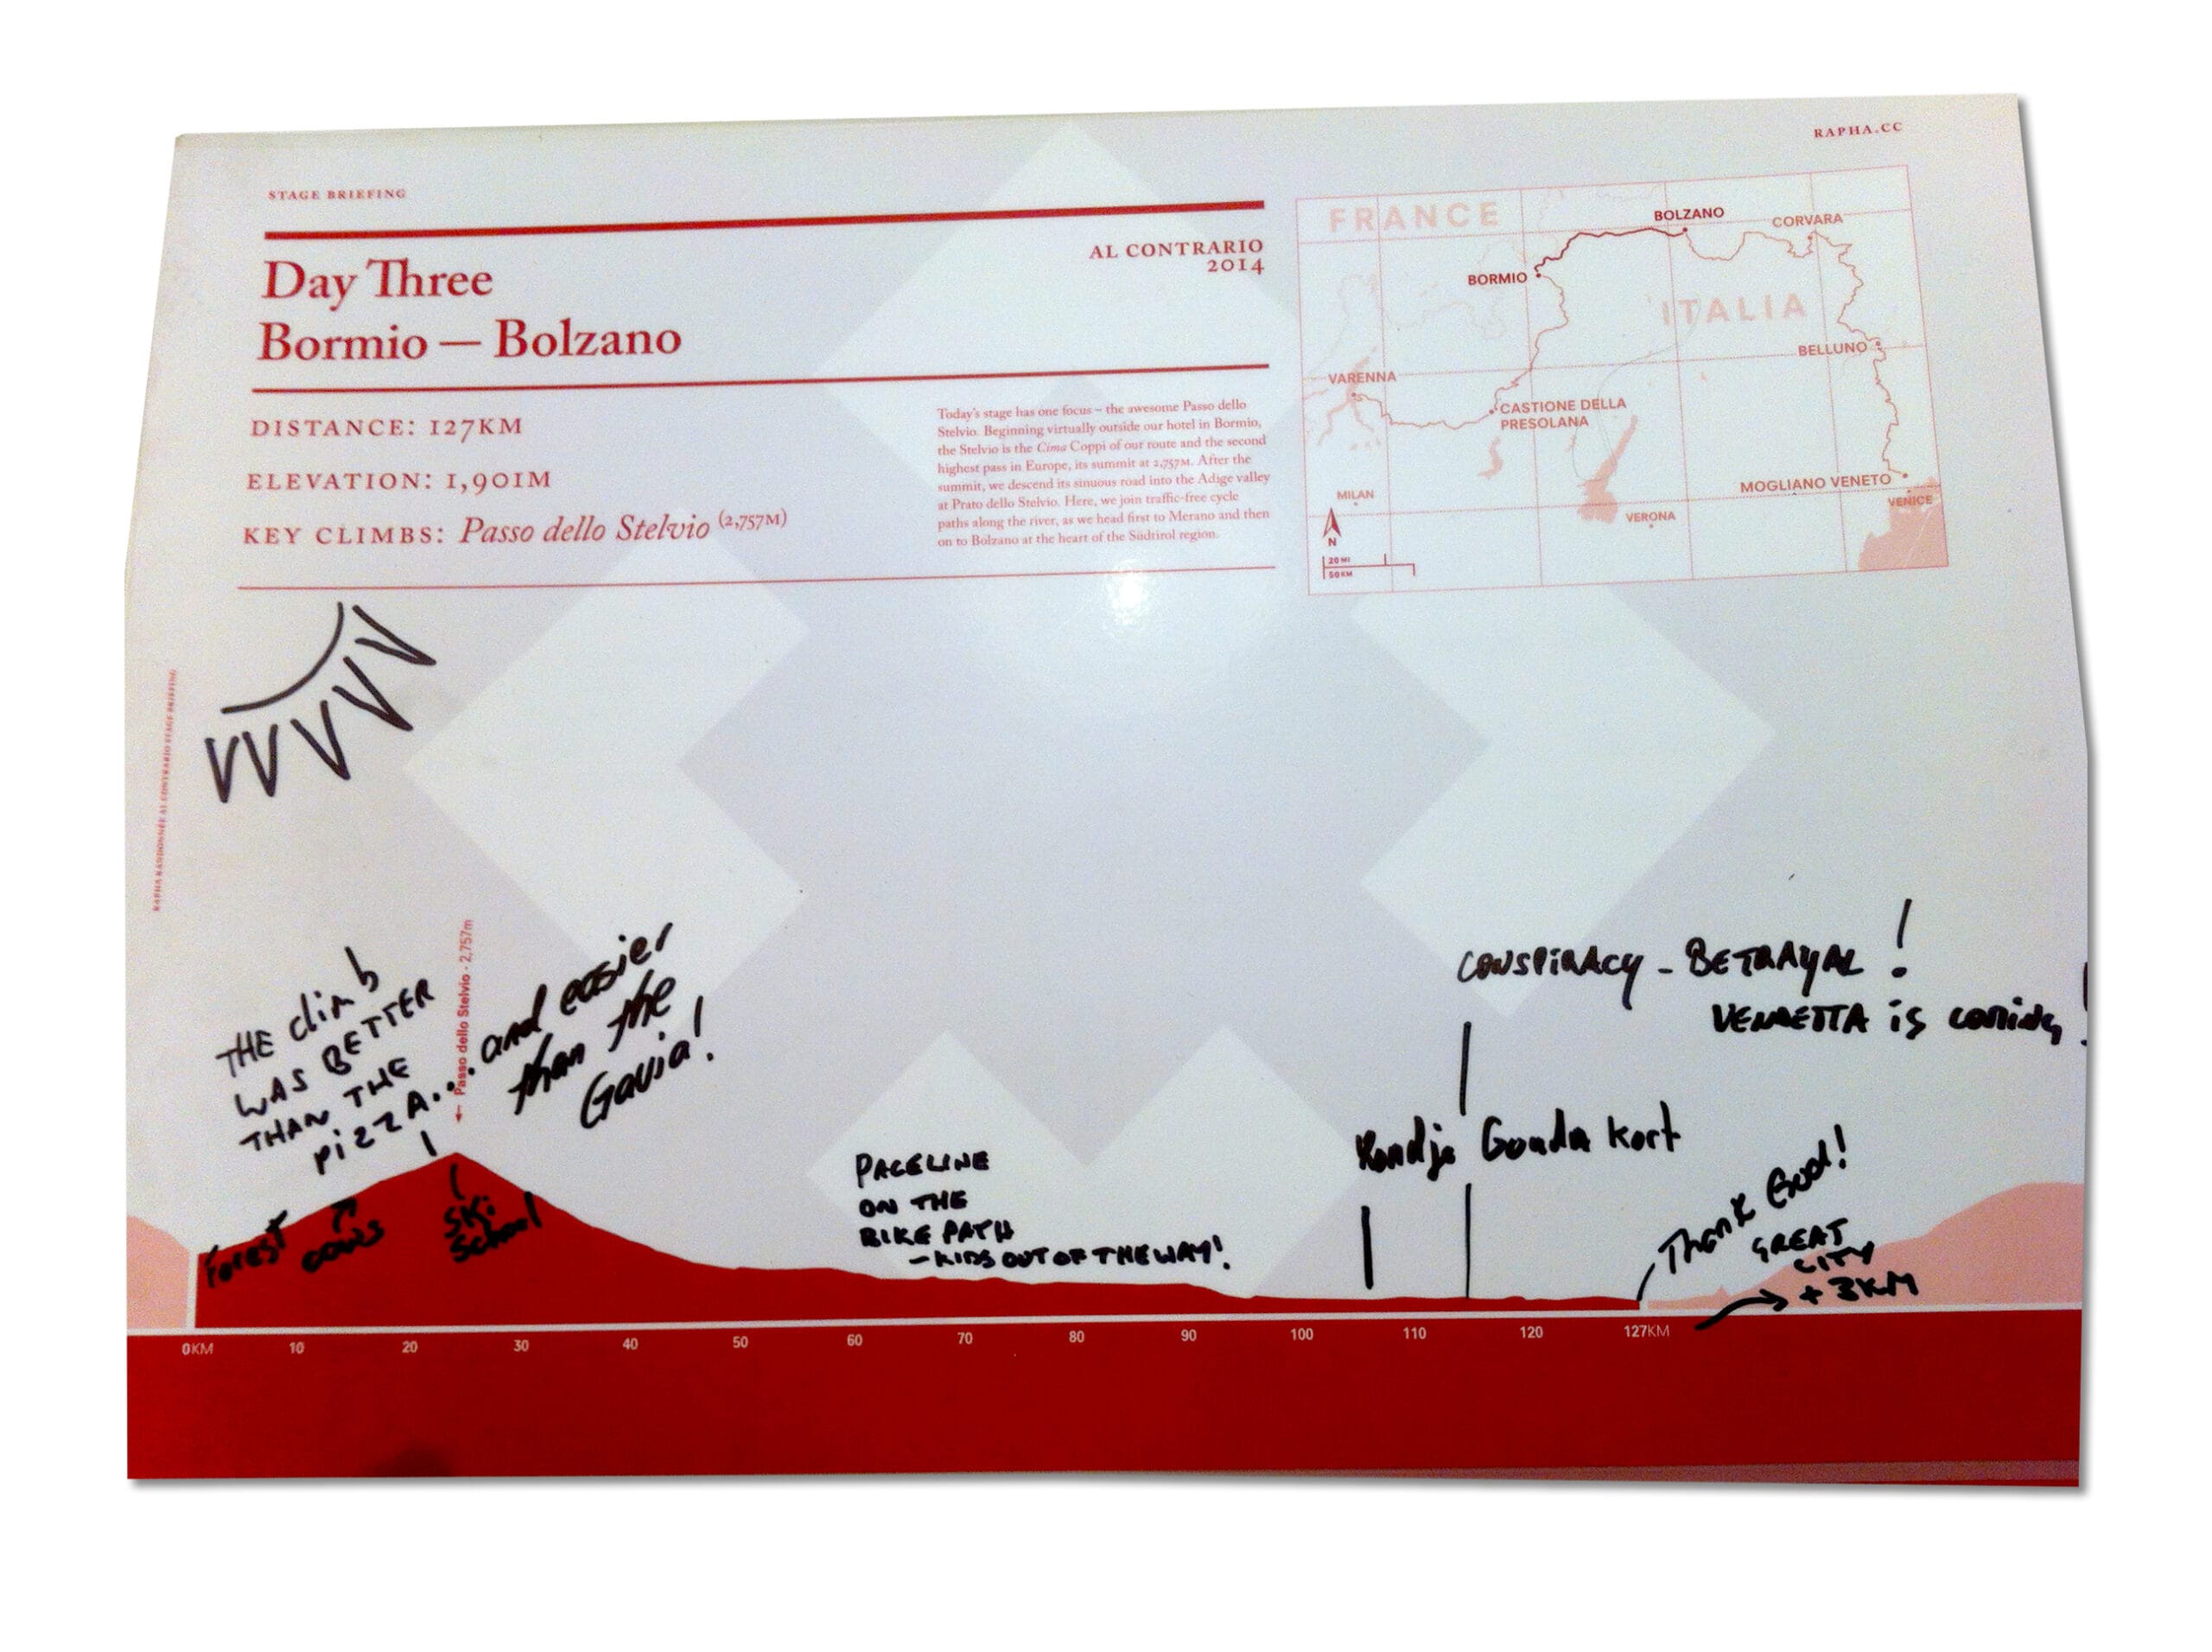 RAPHA.CC
STAGE BRIEFING
AL CONTRARIO
2014
Day Three
Bormio — Bolzano
DISTANCE: 127KM
ELEVATION: 1,901M
KEY CLIMBS: Passo dello Stelvio (2,757M)
Today's stage has one focus – the awesome Passo dello
Stelvio. Beginning virtually outside our hotel in Bormio,
the Stelvio is the Cima Coppi of our route and the second
highest pass in Europe, its summit at 2,757M. After the
summit, we descend its sinuous road into the Adige valley
at Prato dello Stelvio. Here, we join traffic-free cycle
paths along the river, as we head first to Merano and then
on to Bolzano at the heart of the Südtirol region.
FRANCE
BOLZANO
CORVARA
BORMIO
ITALIA
BELLUNO
VARENNA
CASTIONE DELLA
PRESOLANA
MILAN
MOGLIANO VENETO
VENICE
VERONA
N
20 MI
50 KM
RAPHA RANDONNÉE AL CONTRARIO STAGE BRIEFING
THE climb
WAS BETTER
THAN THE
PIZZA...
and easier
than the
Gavia!
← Passo dello Stelvio · 2,757m
Forest
cows
SKi
School
PACELINE
ON THE
BIKE PATH
– KIDS OUT OF THE WAY!
CONSPIRACY - BETRAYAL!
VENDETTA is coming!
Gouda kort
Thank God!
GREAT
CITY
+ 3KM
0KM 10 20 30 40 50 60 70 80 90 100 110 120 127KM